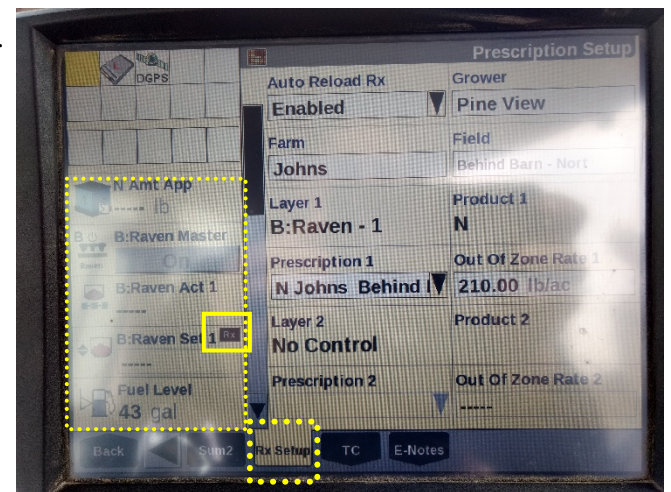 Prescription Setup
DGPS
Auto Reload Rx
Grower
Enabled
Pine View
Farm
Field
Johns
Behind Barn - Nort
N Amt App
----- lb
Layer 1
Product 1
B:Raven - 1
N
B:Raven Master
On
Raven
Prescription 1
Out Of Zone Rate 1
N Johns Behind
210.00 lb/ac
B:Raven Act 1
-----
Layer 2
Product 2
B:Raven Set 1 Rx
No Control
-----
Prescription 2
Out Of Zone Rate 2
Fuel Level
-----
43 gal
Back
Sum2
Rx Setup
TC
E-Notes